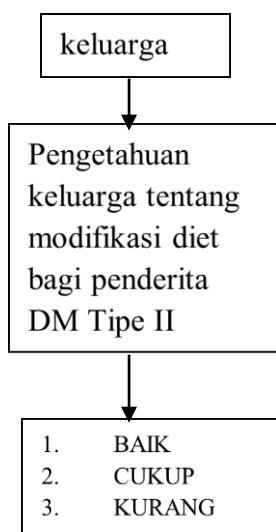 keluarga
Pengetahuan
keluarga tentang
modifikasi diet
bagi penderita
DM Tipe II
1. BAIK
2. CUKUP
3. KURANG